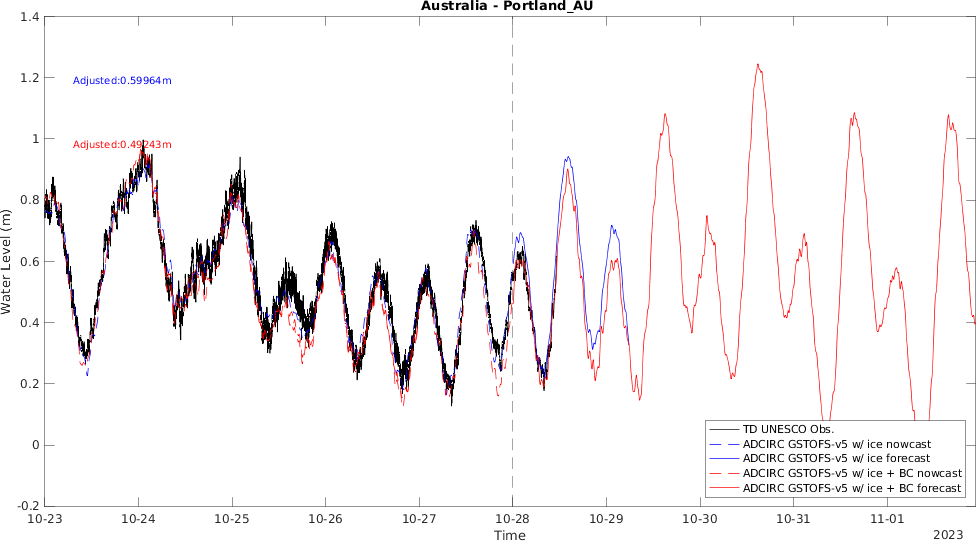 Australia - Portland_AU
1.4
1.2
1
0.8
0.6
0.4
0.2
0
-0.2
Water Level (m)
Adjusted:0.59964m
Adjusted:0.49243m
TD UNESCO Obs.
ADCIRC GSTOFS-v5 w/ ice nowcast
ADCIRC GSTOFS-v5 w/ ice forecast
ADCIRC GSTOFS-v5 w/ ice + BC nowcast
ADCIRC GSTOFS-v5 w/ ice + BC forecast
10-23 10-24 10-25 10-26 10-27 10-28 10-29 10-30 10-31 11-01
Time
2023